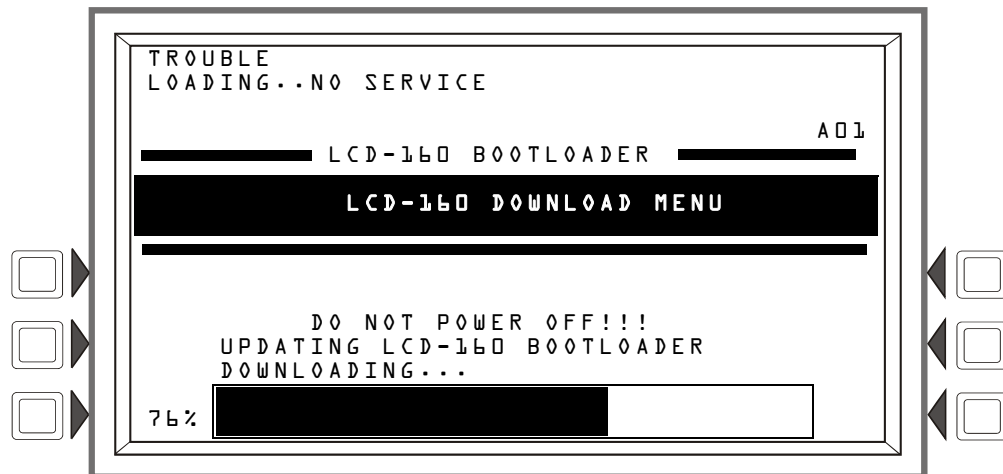 TROUBLE
LOADING..NO SERVICE
A01
LCD-160 BOOTLOADER
LCD-160 DOWNLOAD MENU
DO NOT POWER OFF!!!
UPDATING LCD-160 BOOTLOADER
DOWNLOADING...
76%